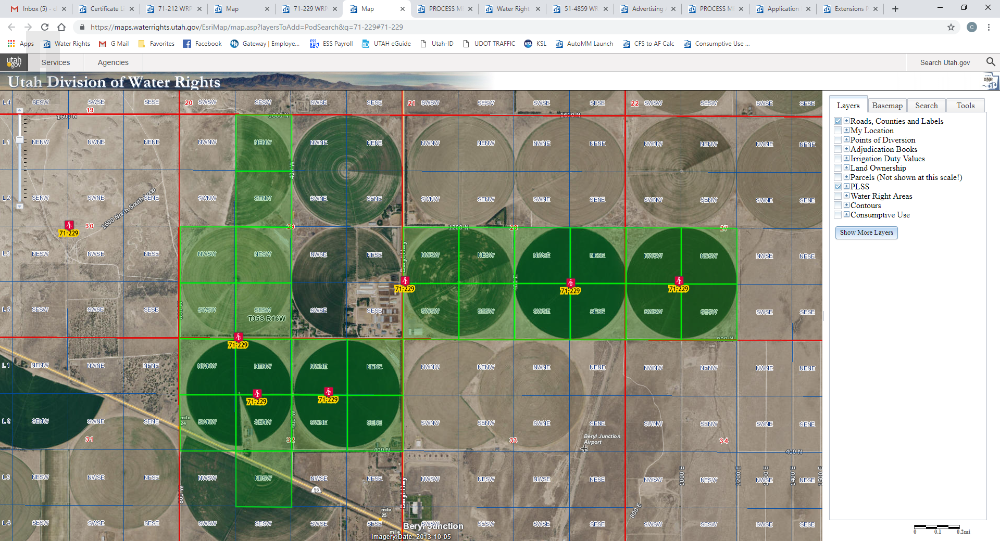 Inbox (5) - cl
Certificate Li
71-212 WRP
Map
71-229 WRP
Map
PROCESS M
Water Right
51-4859 WR
Advertising
PROCESS M
Application
Extensions P
https://maps.waterrights.utah.gov/EsriMap/map.asp?layersToAdd=PodSearch&q=71-229#71-229
C
Apps
Water Rights
G Mail
Favorites
Facebook
Gateway | Employe...
ESS Payroll
UTAH eGuide
Utah-ID
UDOT TRAFFIC
KSL
AutoMM Launch
CFS to AF Calc
Consumptive Use ...
utah gov
Services
Agencies
Search Utah.gov
Utah Division of Water Rights
DNR
L4 SESW SWSE SESE SWSW SESW SWSE SESE SWSW SESW SWSE SESE SWSW SESW SWSE SESE
19 20 21 22
1600 N 1600 N 1600 N
L1 NENW NWNE NENE NWNW NENW NWNE NENE NWNW NENW NWNE NENE NWNW NENW NWNE NENE
400 W
L2 SENW SWNE SENE SWNW SENW SWNE SENE SWNW SENW SWNE SENE SWNW SENW SWNE SENE
1600 North South Loop
30 29 28 27
1200 N
71-229
L3 NESW NWSE NESE NWSW NESW NWSE NESE NWSW NESW NWSE NESE NWSW NESW NWSE NESE
Beryl Hwy
400 E
71-229 71-229 71-229
800 W
L5 SESW SWSE SESE SWSW SESW SWSE SESE SWSW SESW SWSE SESE SWSW SESW SWSE SESE
T35S R16W
800 N
71-229
L1 NENW NWNE NENE NWNW NENW NWNE NENE NWNW NENW NWNE NENE NWNW NENW NWNE NENE
71-229 71-229
mile
24
400 W
L2 SENW SWNE SENE SWNW SENW SWNE SENE SWNW SENW SWNE SENE SWNW SENW SWNE SENE
Beryl Junction
Airport
31 32 33 34
400 N 400 N
L3 NESW NWSE NESE NWSW NESW NWSE NESE NWSW NESW NWSE NESE NWSW NESW NWSE NESE
1000 E 1200 E 1400 E 1500 E
56
800 W
Beryl Hwy
800 E
mile
25
L4 SESW SWSE SESE SWSW SESW SWSE SESE SWSW SESW SWSE SESE SWSW SESW SWSE SESE
Beryl Junction
mile
Imagery Date: 2013-10-05
Layers
Basemap
Search
Tools
Roads, Counties and Labels
My Location
Points of Diversion
Adjudication Books
Irrigation Duty Values
Land Ownership
Parcels (Not shown at this scale!)
PLSS
Water Right Areas
Contours
Consumptive Use
Show More Layers
0 0.1 0.2mi